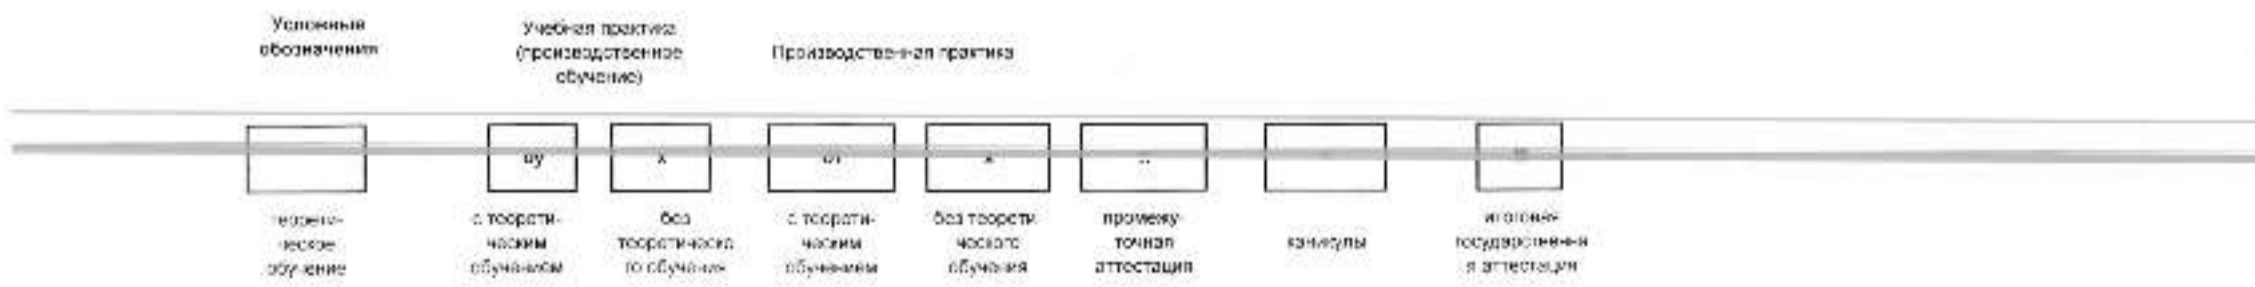 Условные
обозначения
Учебная практика
(производственное
обучение)
Производственная практика
оу
х
теорети-
ческое
обучение
с теорети-
ческим
обучением
без
теоретическо
го обучения
с теорети-
ческим
обучением
без теорети
ческого
обучения
промежу
точная
аттестация
каникулы
итоговая
государственна
я аттестация